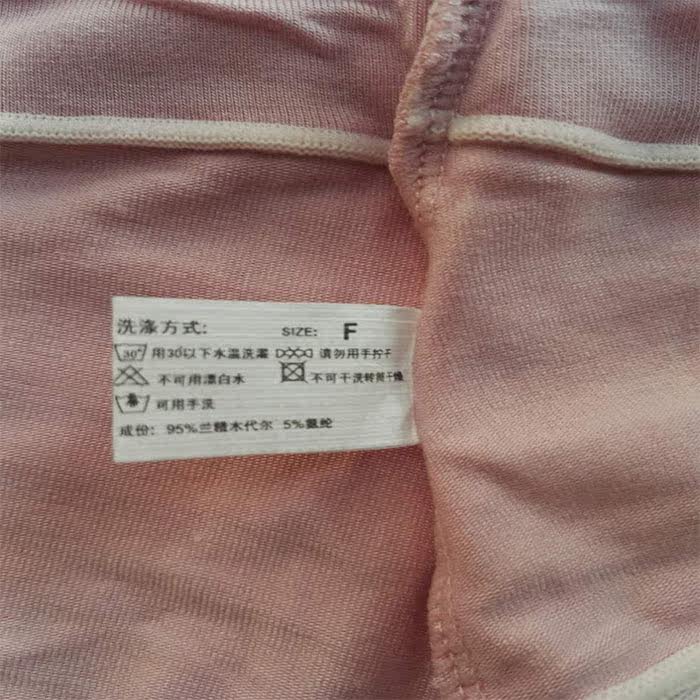 洗涤方式: SIZE: F
30° 用30以下水温洗濯 请勿用手拧干
不可用漂白水 不可干洗转筒干燥
可用手洗
成份: 95%兰精木代尔 5%氨纶